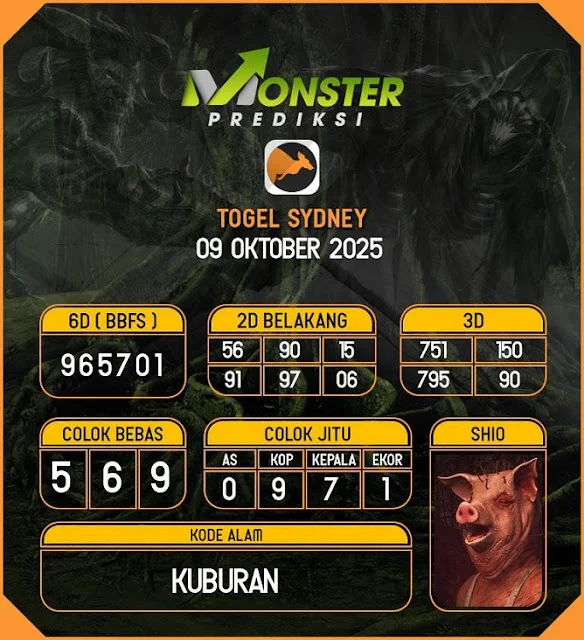 MONSTER
PREDIKSI
TOGEL SYDNEY
09 OKTOBER 2025
6D ( BBFS )
965701
2D BELAKANG
56 90 15
91 97 06
3D
751 150
795 90
COLOK BEBAS
5 6 9
COLOK JITU
AS KOP KEPALA EKOR
0 9 7 1
SHIO
KODE ALAM
KUBURAN